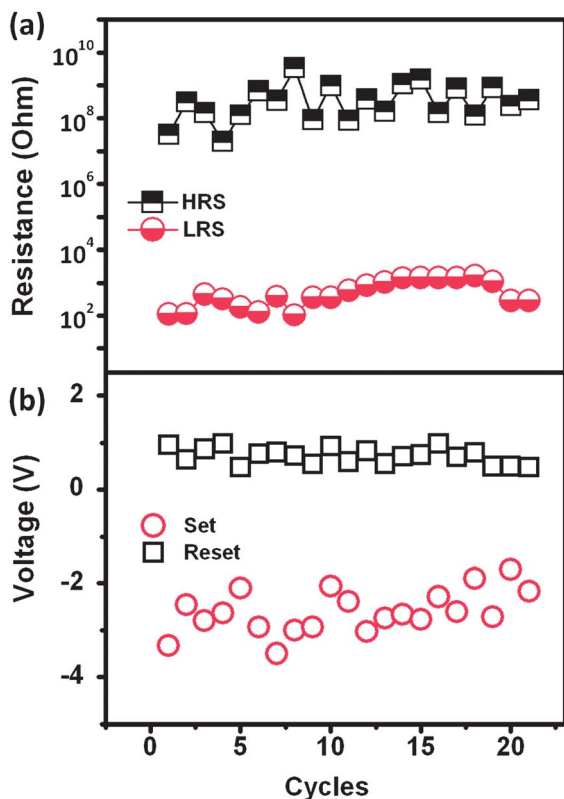 (a)
Resistance (Ohm)
10^10
10^8
10^6
10^4
10^2
HRS
LRS
(b)
Voltage (V)
2
0
-2
-4
Set
Reset
0 5 10 15 20
Cycles